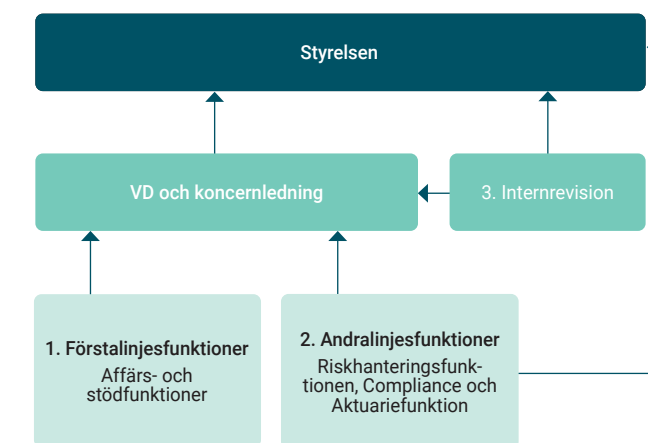 Styrelsen
VD och koncernledning
3. Internrevision
1. Förstalinjesfunktioner
Affärs- och
stödfunktioner
2. Andralinjesfunktioner
Riskhanteringsfunk-
tionen, Compliance och
Aktuariefunktion